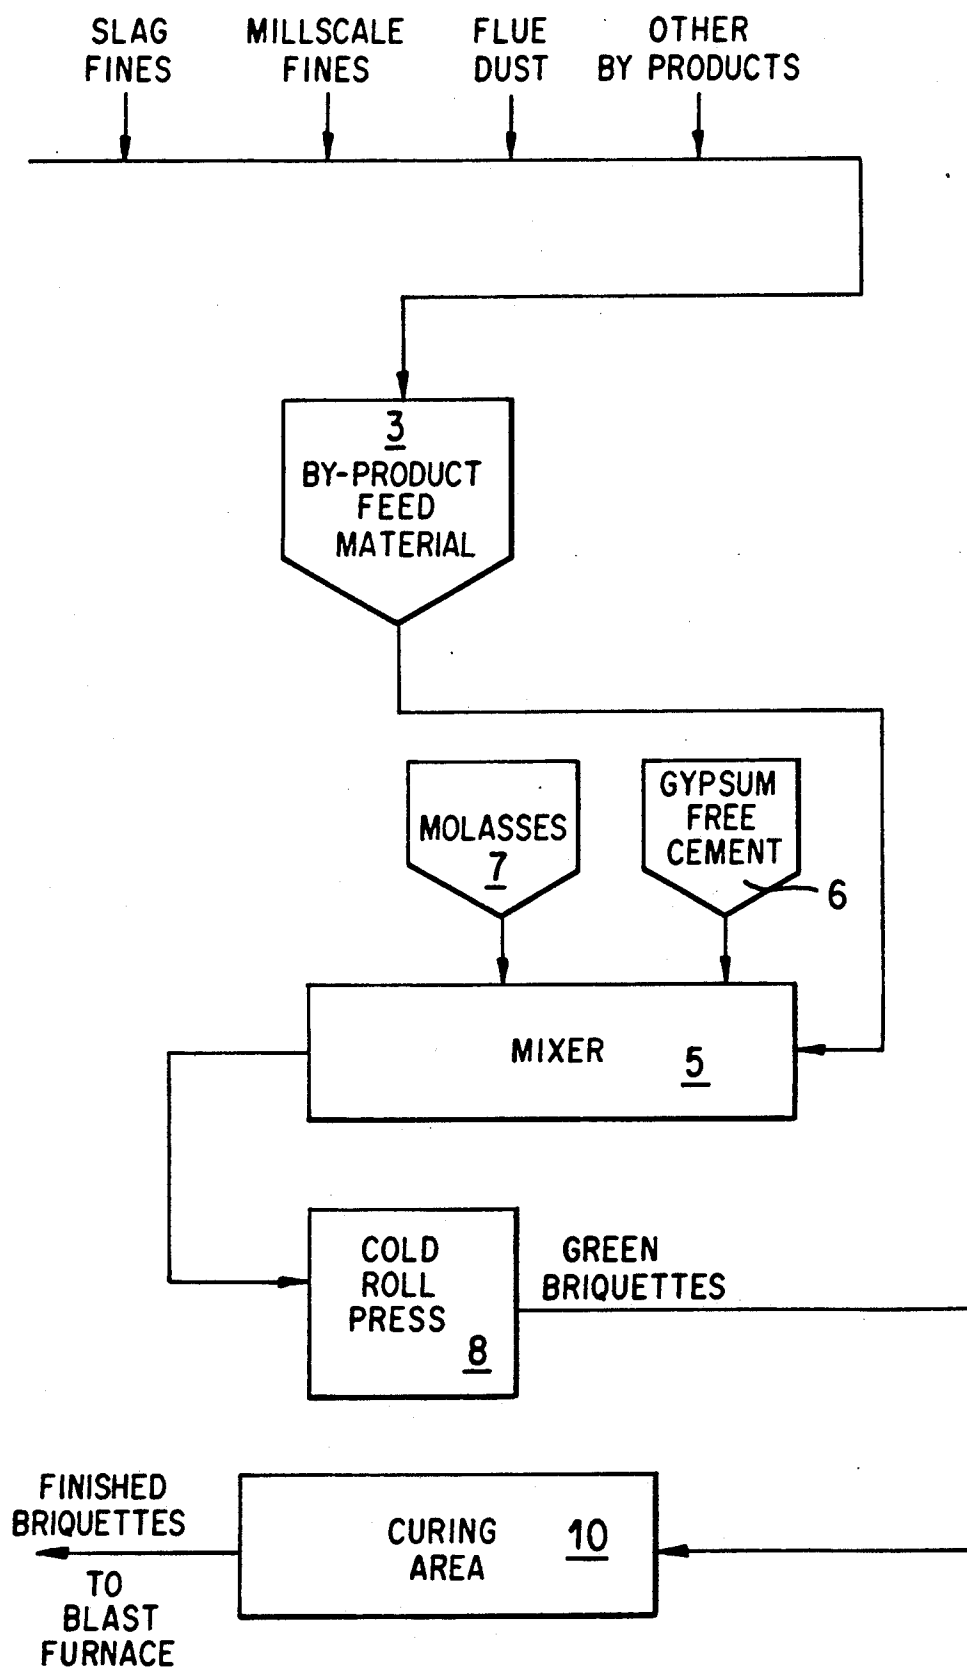 SLAG
FINES
MILLSCALE
FINES
FLUE
DUST
OTHER
BY PRODUCTS
3
BY-PRODUCT
FEED
MATERIAL
MOLASSES
7
GYPSUM
FREE
CEMENT
6
MIXER
5
COLD
ROLL
PRESS
8
GREEN
BRIQUETTES
FINISHED
BRIQUETTES
TO
BLAST
FURNACE
CURING
AREA
10